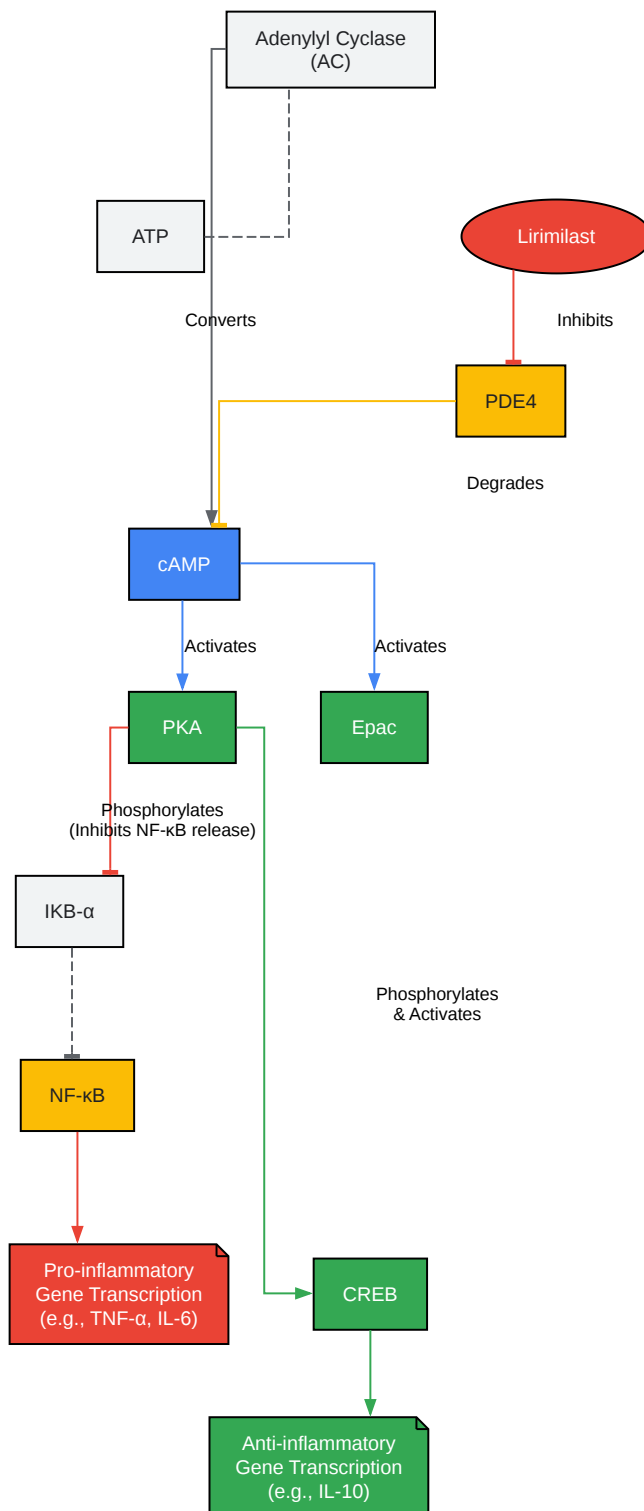 Adenylyl Cyclase
(AC)
ATP
Lirimilast
Converts
Inhibits
PDE4
Degrades
cAMP
Activates
Activates
PKA
Epac
Phosphorylates
(Inhibits NF-κB release)
IKB-α
Phosphorylates
& Activates
NF-κB
Pro-inflammatory
Gene Transcription
(e.g., TNF-α, IL-6)
CREB
Anti-inflammatory
Gene Transcription
(e.g., IL-10)